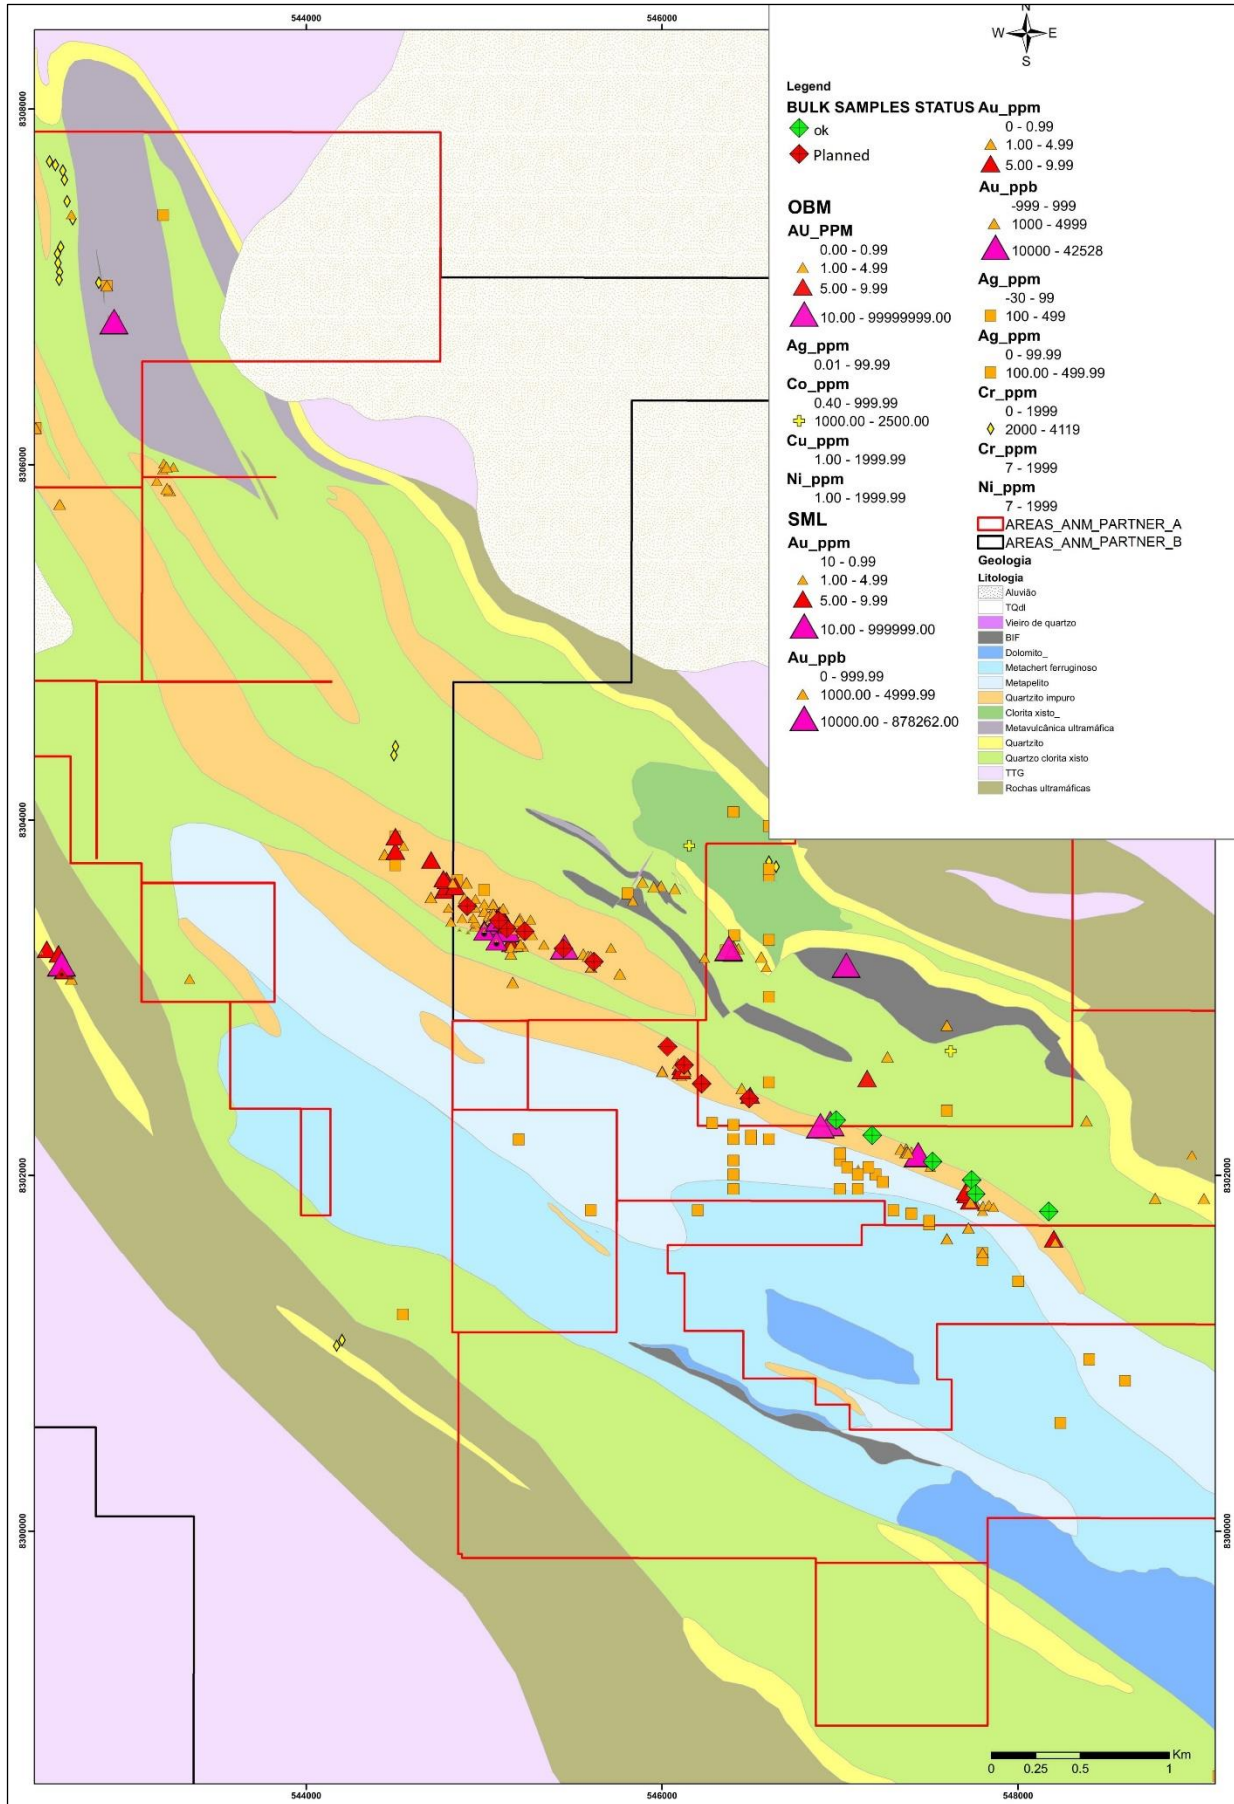 544000
546000
N
W E
S
Legend
BULK SAMPLES STATUS
ok
Planned
OBM
AU_PPM
0.00 - 0.99
1.00 - 4.99
5.00 - 9.99
10.00 - 99999999.00
Ag_ppm
0.01 - 99.99
Co_ppm
0.40 - 999.99
1000.00 - 2500.00
Cu_ppm
1.00 - 1999.99
Ni_ppm
1.00 - 1999.99
SML
Au_ppm
10 - 0.99
1.00 - 4.99
5.00 - 9.99
10.00 - 999999.00
Au_ppb
0 - 999.99
1000.00 - 4999.99
10000.00 - 878262.00
Au_ppm
0 - 0.99
1.00 - 4.99
5.00 - 9.99
Au_ppb
-999 - 999
1000 - 4999
10000 - 42528
Ag_ppm
-30 - 99
100 - 499
Ag_ppm
0 - 99.99
100.00 - 499.99
Cr_ppm
0 - 1999
2000 - 4119
Cr_ppm
7 - 1999
Ni_ppm
7 - 1999
AREAS_ANM_PARTNER_A
AREAS_ANM_PARTNER_B
Geologia
Litologia
Aluvião
TQdl
Vieiro de quartzo
BIF
Dolomito_
Metachert ferruginoso
Metapelito
Quartzito impuro
Clorita xisto_
Metavulcânica ultramáfica
Quartzito
Quartzo clorita xisto
TTG
Rochas ultramáficas
8308000
8306000
8304000
8302000
8302000
8300000
8300000
Km
0 0.25 0.5 1
544000
546000
548000